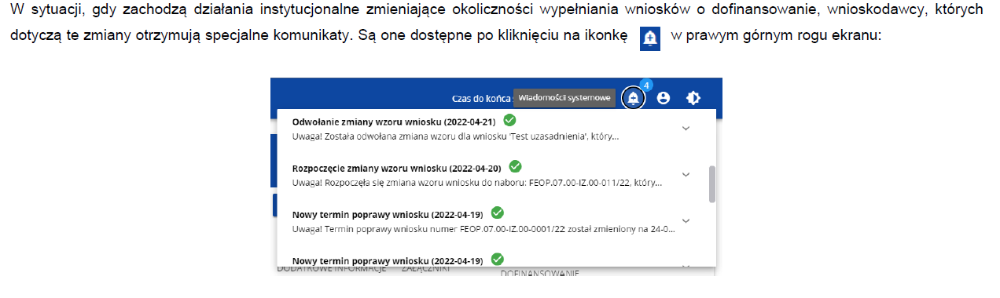 W sytuacji, gdy zachodzą działania instytucjonalne zmieniające okoliczności wypełniania wniosków o dofinansowanie, wnioskodawcy, których
dotyczą te zmiany otrzymują specjalne komunikaty. Są one dostępne po kliknięciu na ikonkę w prawym górnym rogu ekranu:
4
Czas do końca
Wiadomości systemowe
Odwołanie zmiany wzoru wniosku (2022-04-21)
Uwaga! Została odwołana zmiana wzoru dla wniosku 'Test uzasadnienia', który...
Rozpoczęcie zmiany wzoru wniosku (2022-04-20)
Uwaga! Rozpoczęła się zmiana wzoru wniosku do naboru: FEOP.07.00-IZ.00-011/22, który...
Nowy termin poprawy wniosku (2022-04-19)
Uwaga! Termin poprawy wniosku numer FEOP.07.00-IZ.00-0001/22 został zmieniony na 24-0...
Nowy termin poprawy wniosku (2022-04-19)
DODATKOWE INFORMACJE ZAŁĄCZNIKI
DOFINANSOWANIE